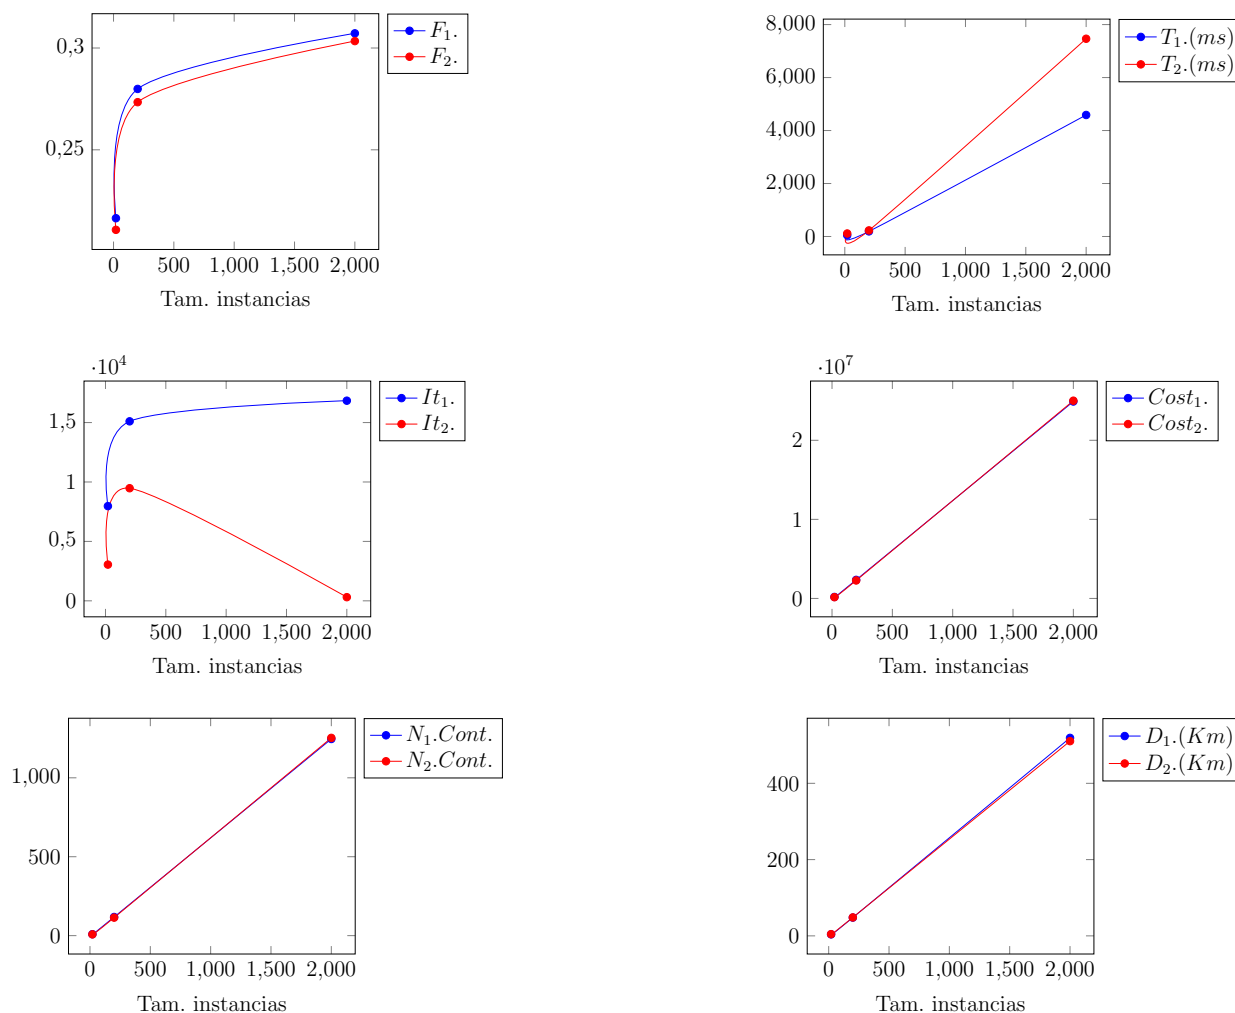 0,3
0,25
0 500 1,000 1,500 2,000
Tam. instancias
F₁.
F₂.
8,000
6,000
4,000
2,000
0
0 500 1,000 1,500 2,000
Tam. instancias
T₁.(ms)
T₂.(ms)
·10⁴
1,5
1
0,5
0
0 500 1,000 1,500 2,000
Tam. instancias
It₁.
It₂.
·10⁷
2
1
0
0 500 1,000 1,500 2,000
Tam. instancias
Cost₁.
Cost₂.
1,000
500
0
0 500 1,000 1,500 2,000
Tam. instancias
N₁.Cont.
N₂.Cont.
400
200
0
0 500 1,000 1,500 2,000
Tam. instancias
D₁.(Km)
D₂.(Km)